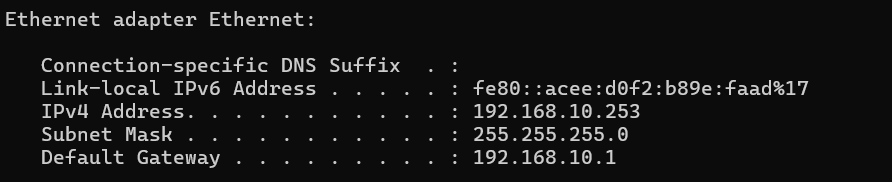 Ethernet adapter Ethernet:
Connection-specific DNS Suffix  . :
Link-local IPv6 Address . . . . . : fe80::acee:d0f2:b89e:faad%17
IPv4 Address. . . . . . . . . . . : 192.168.10.253
Subnet Mask . . . . . . . . . . . : 255.255.255.0
Default Gateway . . . . . . . . . : 192.168.10.1